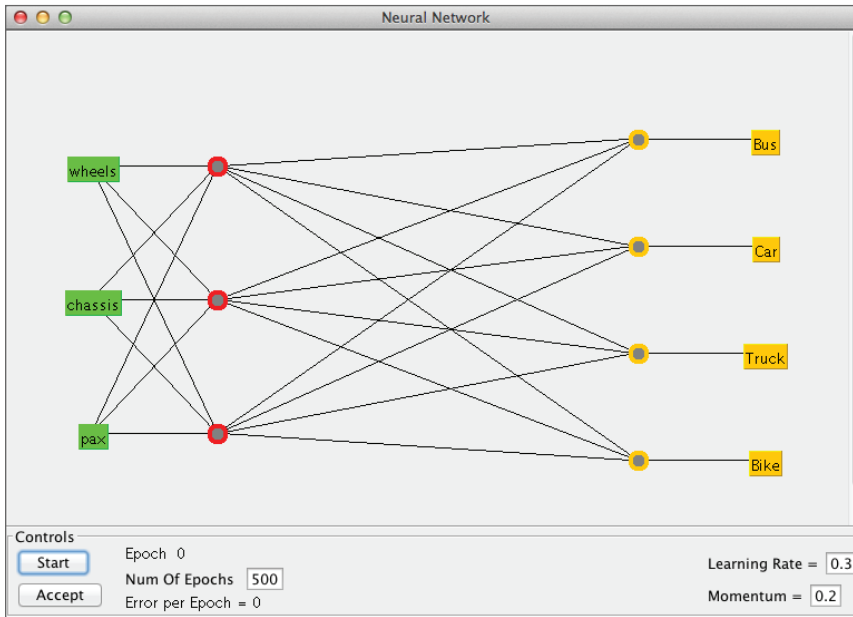 Neural Network
wheels
chassis
pax
Bus
Car
Truck
Bike
Controls
Start
Accept
Epoch 0
Num Of Epochs 500
Error per Epoch = 0
Learning Rate = 0.3
Momentum = 0.2